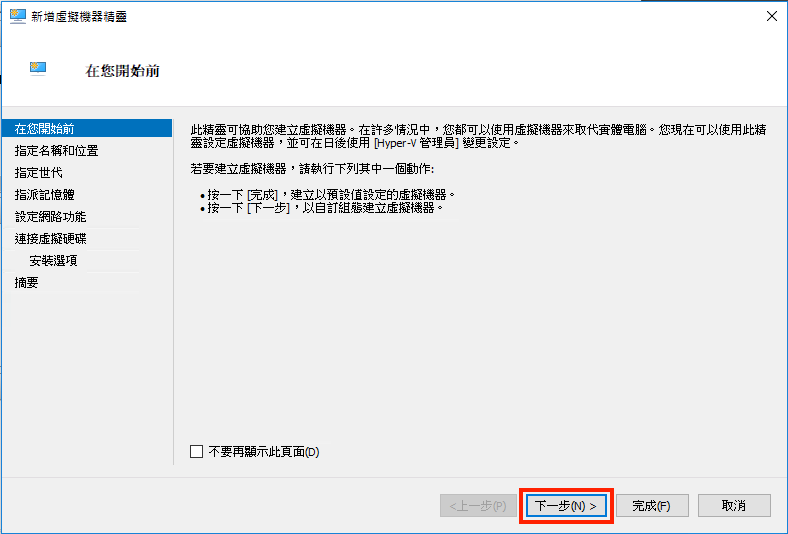 新增虛擬機器精靈
在您開始前
在您開始前
指定名稱和位置
指定世代
指派記憶體
設定網路功能
連接虛擬硬碟
安裝選項
摘要
此精靈可協助您建立虛擬機器。在許多情況中，您都可以使用虛擬機器來取代實體電腦。您現在可以使用此精
靈設定虛擬機器，並可在日後使用 [Hyper-V 管理員] 變更設定。
若要建立虛擬機器，請執行下列其中一個動作:
• 按一下 [完成]，建立以預設值設定的虛擬機器。
• 按一下 [下一步]，以自訂組態建立虛擬機器。
不要再顯示此頁面(D)
<上一步(P)
下一步(N) >
完成(F)
取消